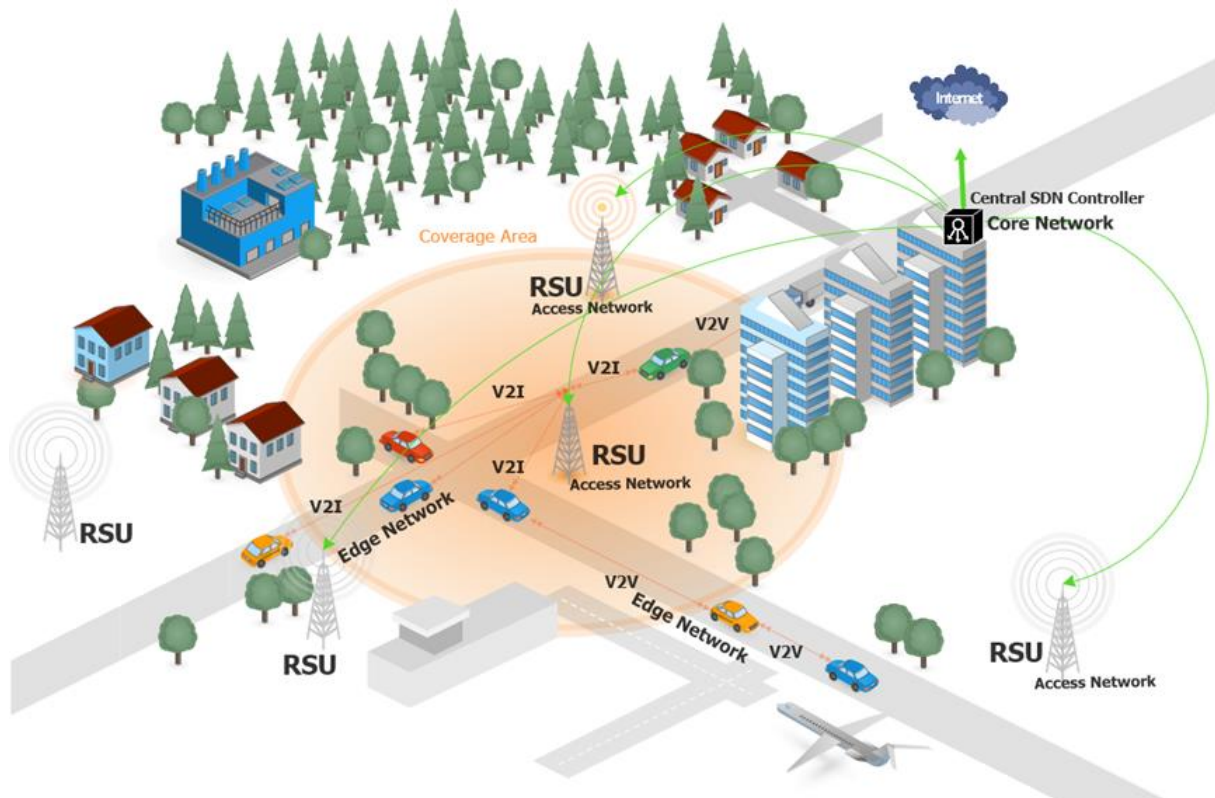 Internet
Central SDN Controller
Core Network
Coverage Area
RSU
Access Network
V2V
V2I
V2I
RSU
Access Network
V2I
V2I
Edge Network
RSU
V2V
Edge Network
V2V
RSU
RSU
Access Network